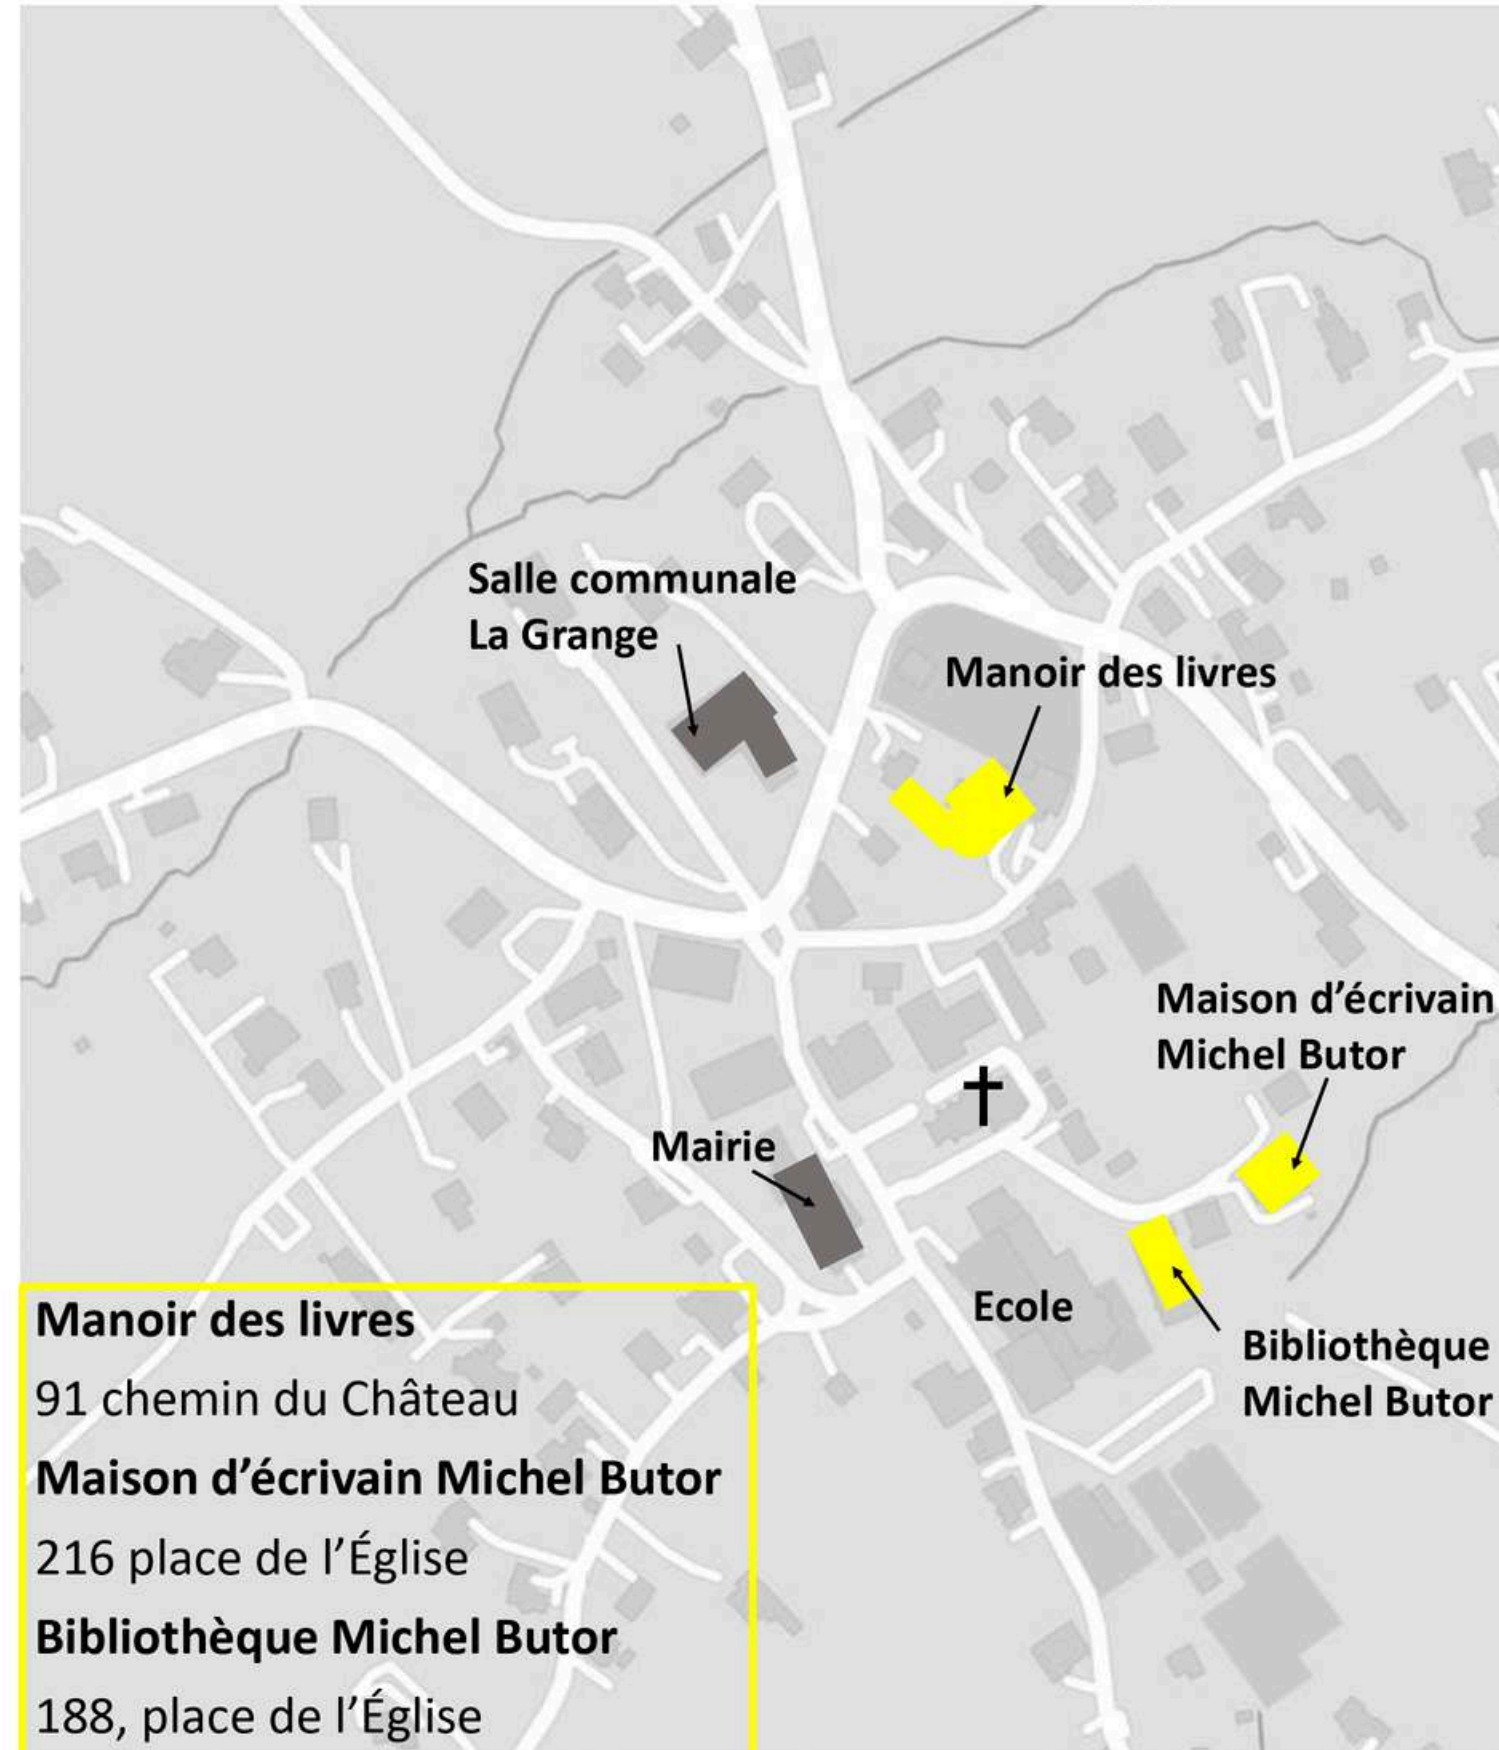 Salle communale
La Grange
Manoir des livres
Maison d’écrivain
Michel Butor
Mairie
Ecole
Bibliothèque
Michel Butor
Manoir des livres
91 chemin du Château
Maison d’écrivain Michel Butor
216 place de l’Église
Bibliothèque Michel Butor
188, place de l’Église